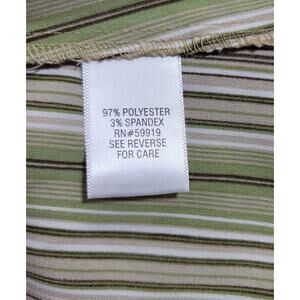 97% POLYESTER
3% SPANDEX
RN#59919
SEE REVERSE
FOR CARE